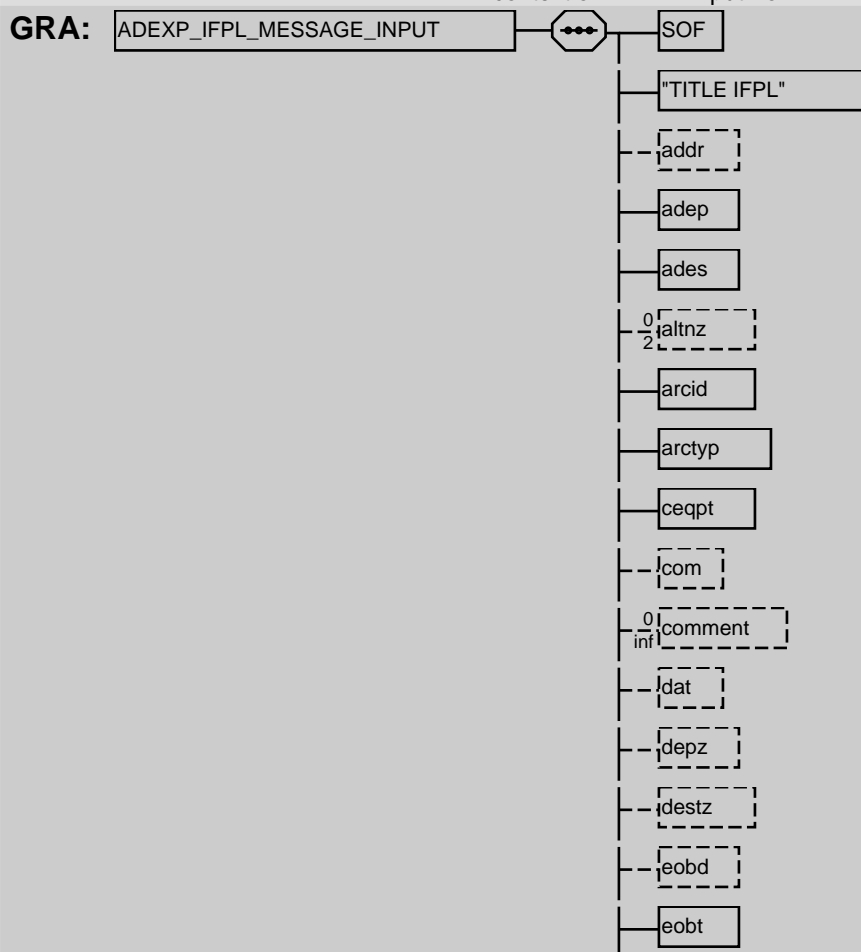 GRA: ADEXP_IFPL_MESSAGE_INPUT SOF
"TITLE IFPL"
addr
adep
ades
0
2 altnz
arcid
arctyp
ceqpt
com
0
inf comment
dat
depz
destz
eobd
eobt